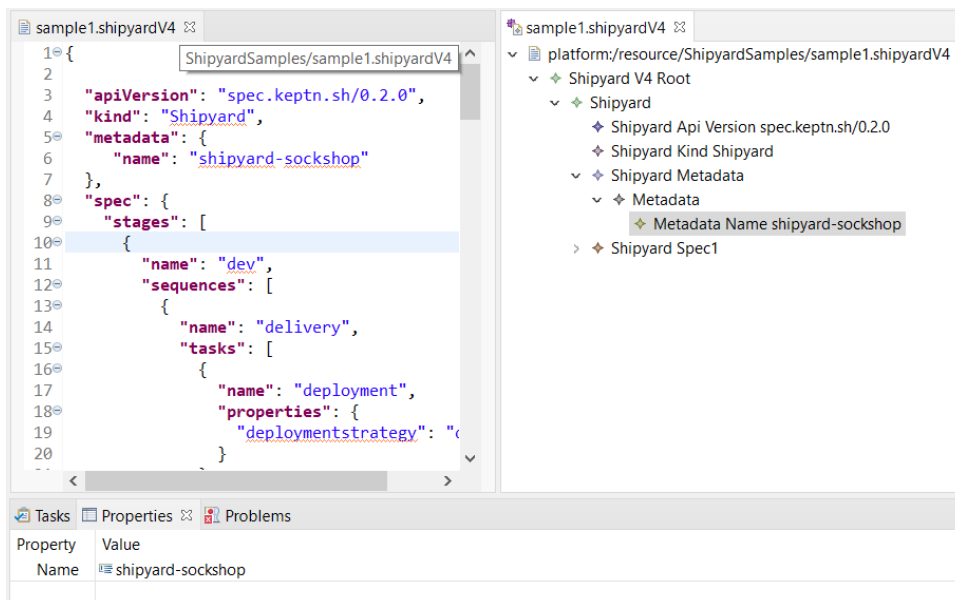 sample1.shipyardV4
ShipyardSamples/sample1.shipyardV4
1 {
2
3 "apiVersion": "spec.keptn.sh/0.2.0",
4 "kind": "Shipyard",
5 "metadata": {
6 "name": "shipyard-sockshop"
7 },
8 "spec": {
9 "stages": [
10 {
11 "name": "dev",
12 "sequences": [
13 {
14 "name": "delivery",
15 "tasks": [
16 {
17 "name": "deployment",
18 "properties": {
19 "deploymentstrategy": "
20 }
sample1.shipyardV4
platform:/resource/ShipyardSamples/sample1.shipyardV4
Shipyard V4 Root
Shipyard
Shipyard Api Version spec.keptn.sh/0.2.0
Shipyard Kind Shipyard
Shipyard Metadata
Metadata
Metadata Name shipyard-sockshop
Shipyard Spec1
Tasks Properties Problems
Property Value
Name shipyard-sockshop